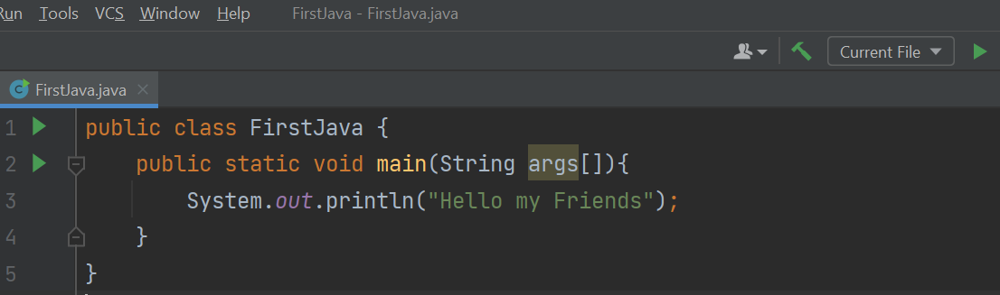 Run Tools VCS Window Help FirstJava - FirstJava.java
Current File
FirstJava.java
1 public class FirstJava {
2     public static void main(String args[]){
3         System.out.println("Hello my Friends");
4     }
5 }